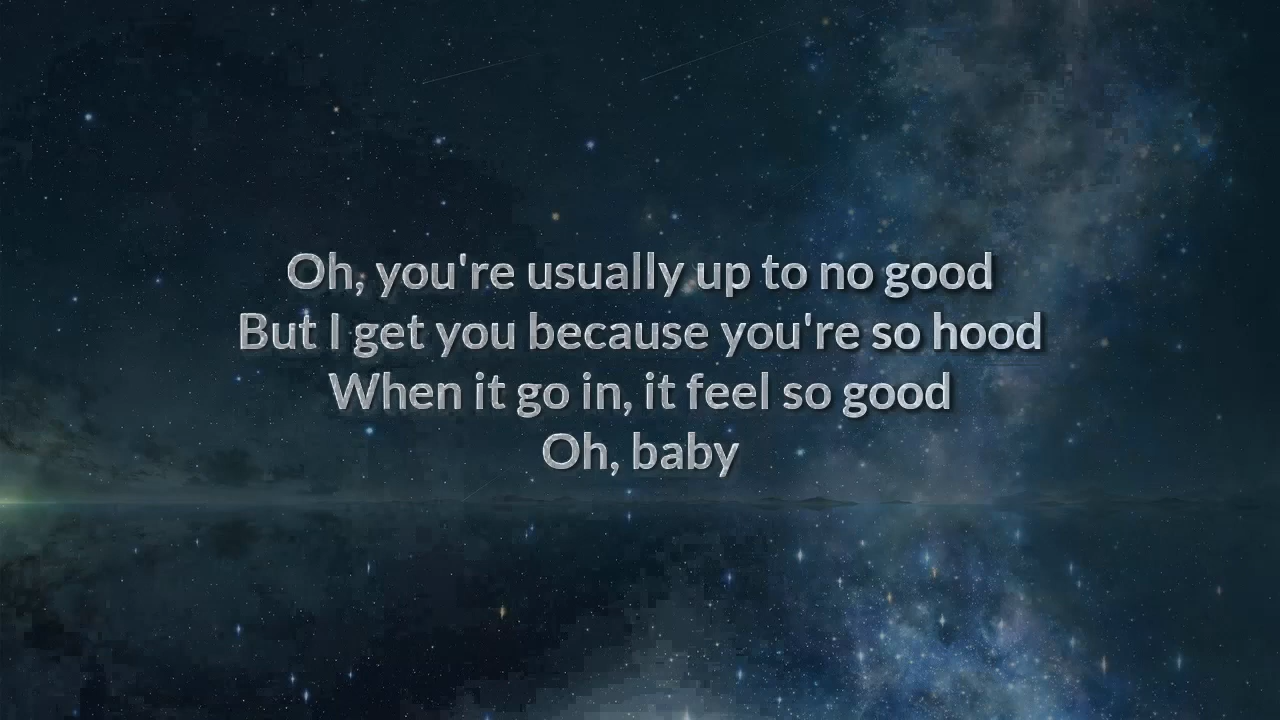 Oh, you're usually up to no good
But I get you because you're so hood
When it go in, it feel so good
Oh, baby